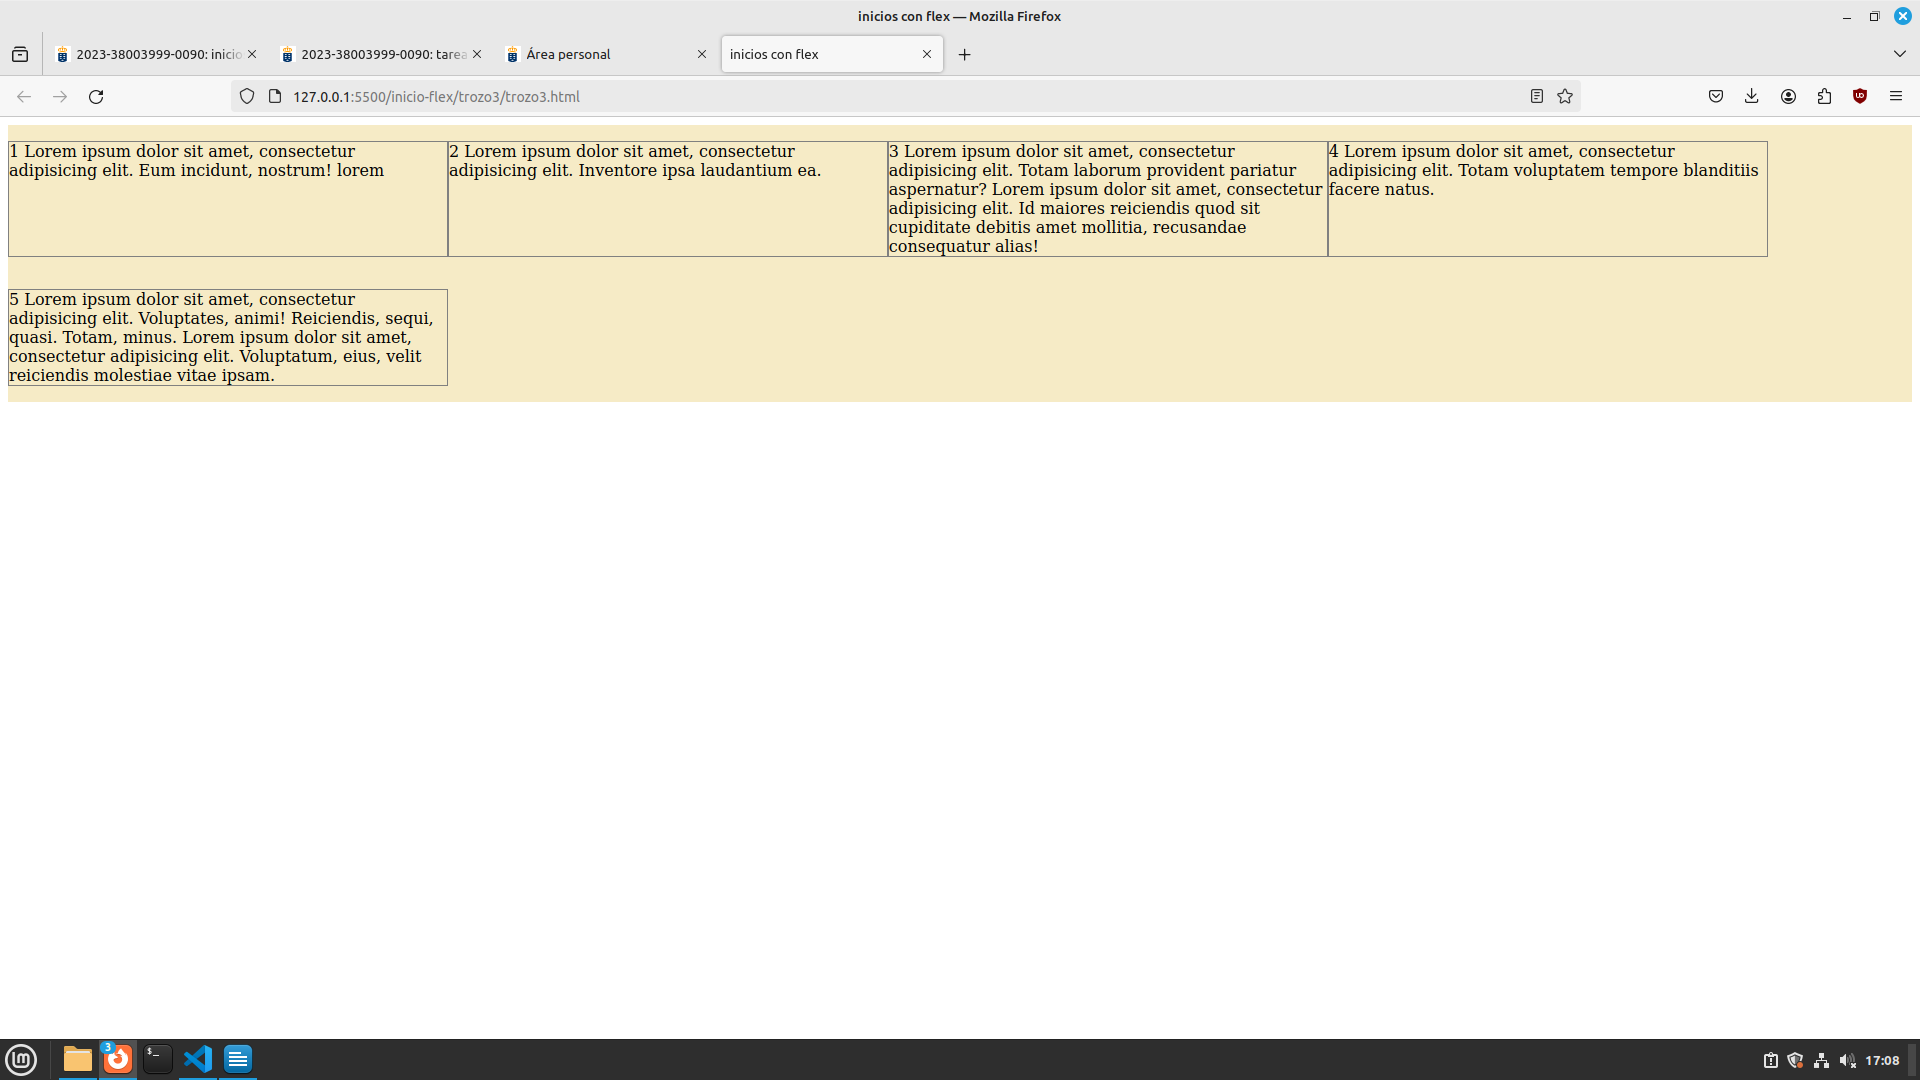 inicios con flex — Mozilla Firefox
2023-38003999-0090: inicio
2023-38003999-0090: tarea
Área personal
inicios con flex
127.0.0.1:5500/inicio-flex/trozo3/trozo3.html
1 Lorem ipsum dolor sit amet, consectetur
adipisicing elit. Eum incidunt, nostrum! lorem
2 Lorem ipsum dolor sit amet, consectetur
adipisicing elit. Inventore ipsa laudantium ea.
3 Lorem ipsum dolor sit amet, consectetur
adipisicing elit. Totam laborum provident pariatur
aspernatur? Lorem ipsum dolor sit amet, consectetur
adipisicing elit. Id maiores reiciendis quod sit
cupiditate debitis amet mollitia, recusandae
consequatur alias!
4 Lorem ipsum dolor sit amet, consectetur
adipisicing elit. Totam voluptatem tempore blanditiis
facere natus.
5 Lorem ipsum dolor sit amet, consectetur
adipisicing elit. Voluptates, animi! Reiciendis, sequi,
quasi. Totam, minus. Lorem ipsum dolor sit amet,
consectetur adipisicing elit. Voluptatum, eius, velit
reiciendis molestiae vitae ipsam.
3
17:08